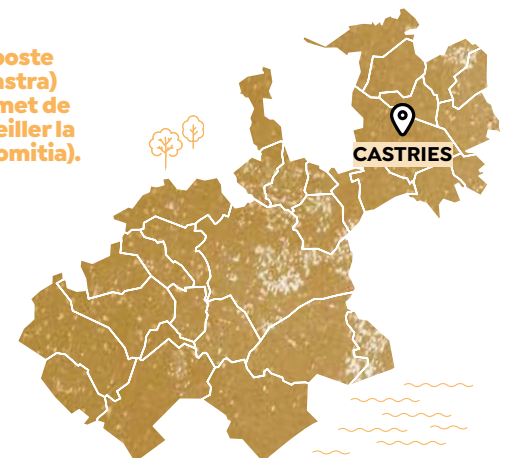 poste
astra)
met de
eiller la
omitia).
CASTRIES